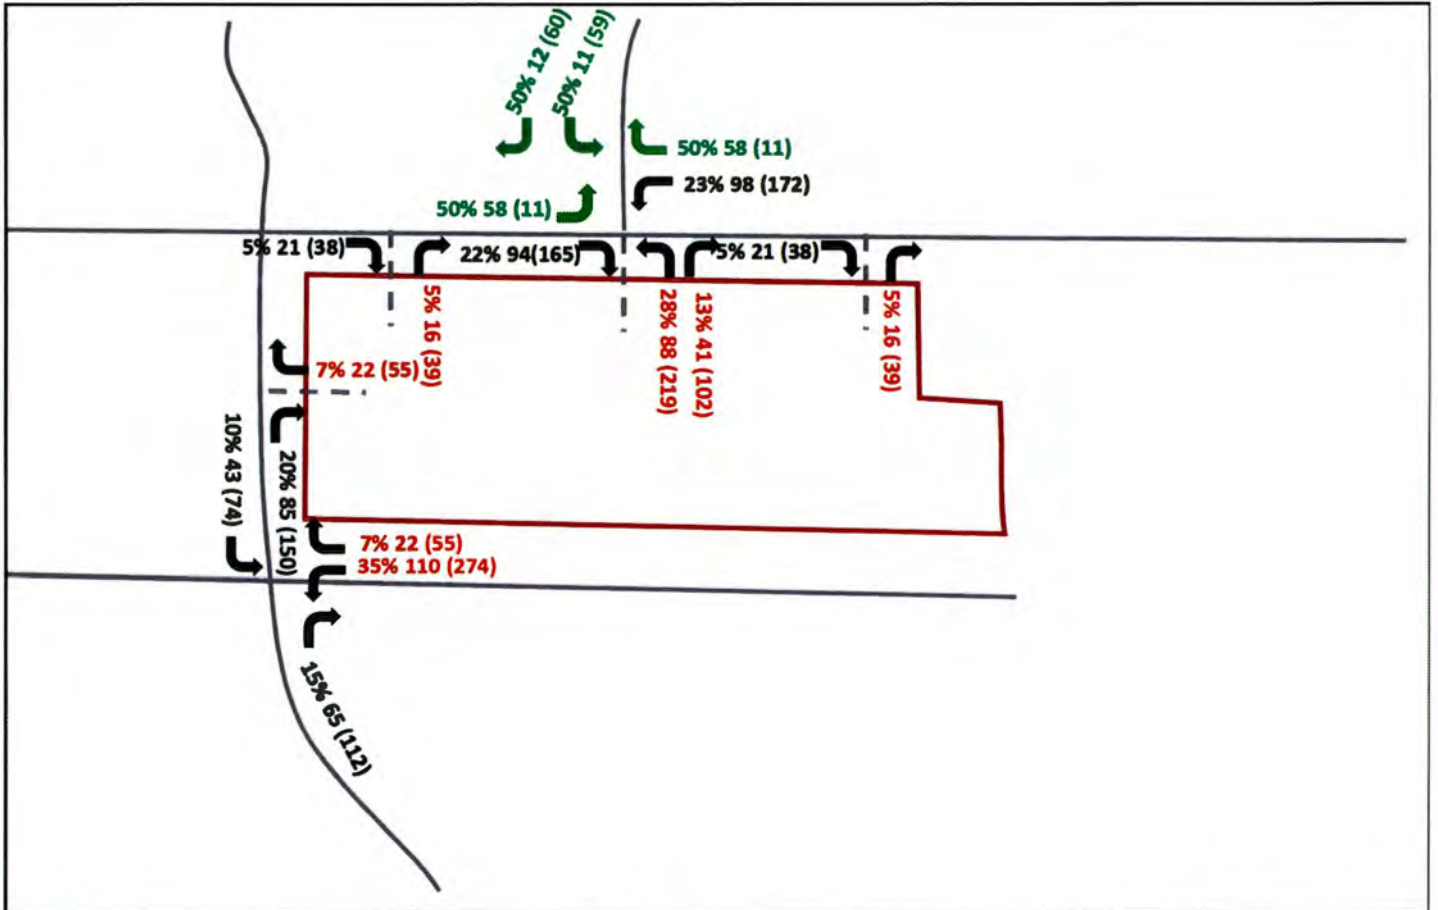 50% 12 (60)
50% 11 (59)
50% 58 (11)
23% 98 (172)
50% 58 (11)
5% 21 (38)
22% 94(165)
5% 21 (38)
5% 16 (39)
28% 88 (219)
13% 41 (102)
5% 16 (39)
7% 22 (55)
10% 43 (74)
20% 85 (150)
7% 22 (55)
35% 110 (274)
15% 65 (112)